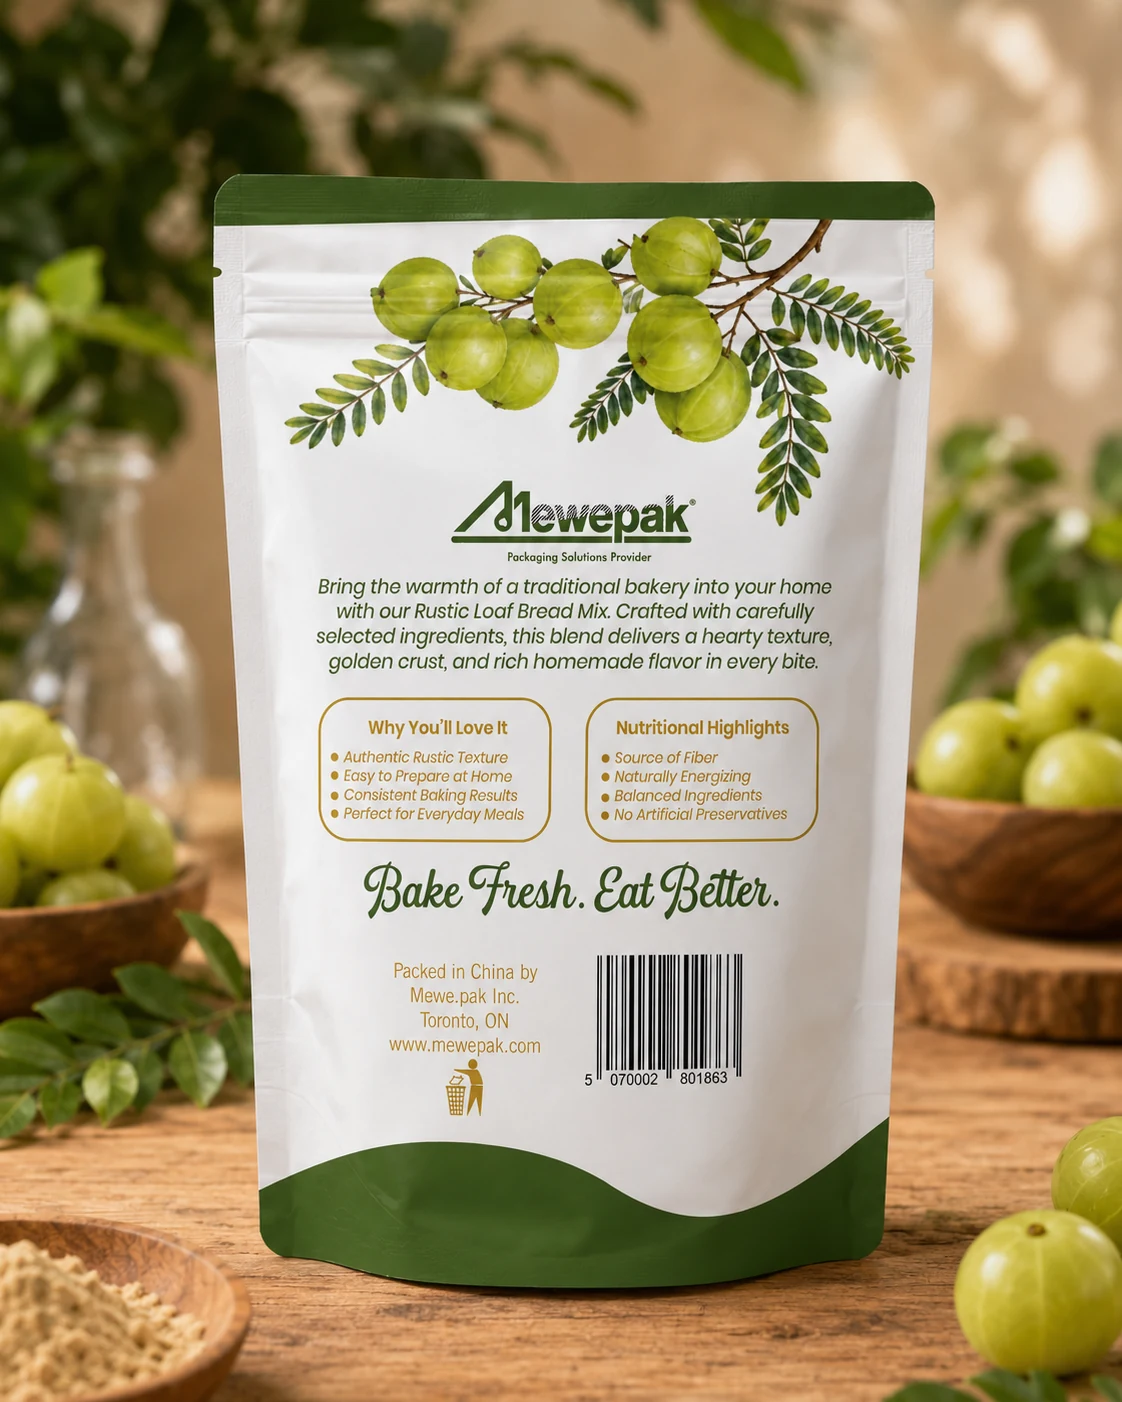 Mewepak®
Packaging Solutions Provider
Bring the warmth of a traditional bakery into your home
with our Rustic Loaf Bread Mix. Crafted with carefully
selected ingredients, this blend delivers a hearty texture,
golden crust, and rich homemade flavor in every bite.
Why You'll Love It
Authentic Rustic Texture
Easy to Prepare at Home
Consistent Baking Results
Perfect for Everyday Meals
Nutritional Highlights
Source of Fiber
Naturally Energizing
Balanced Ingredients
No Artificial Preservatives
Bake Fresh. Eat Better.
Packed in China by
Mewe.pak Inc.
Toronto, ON
www.mewepak.com
5 070002 801863